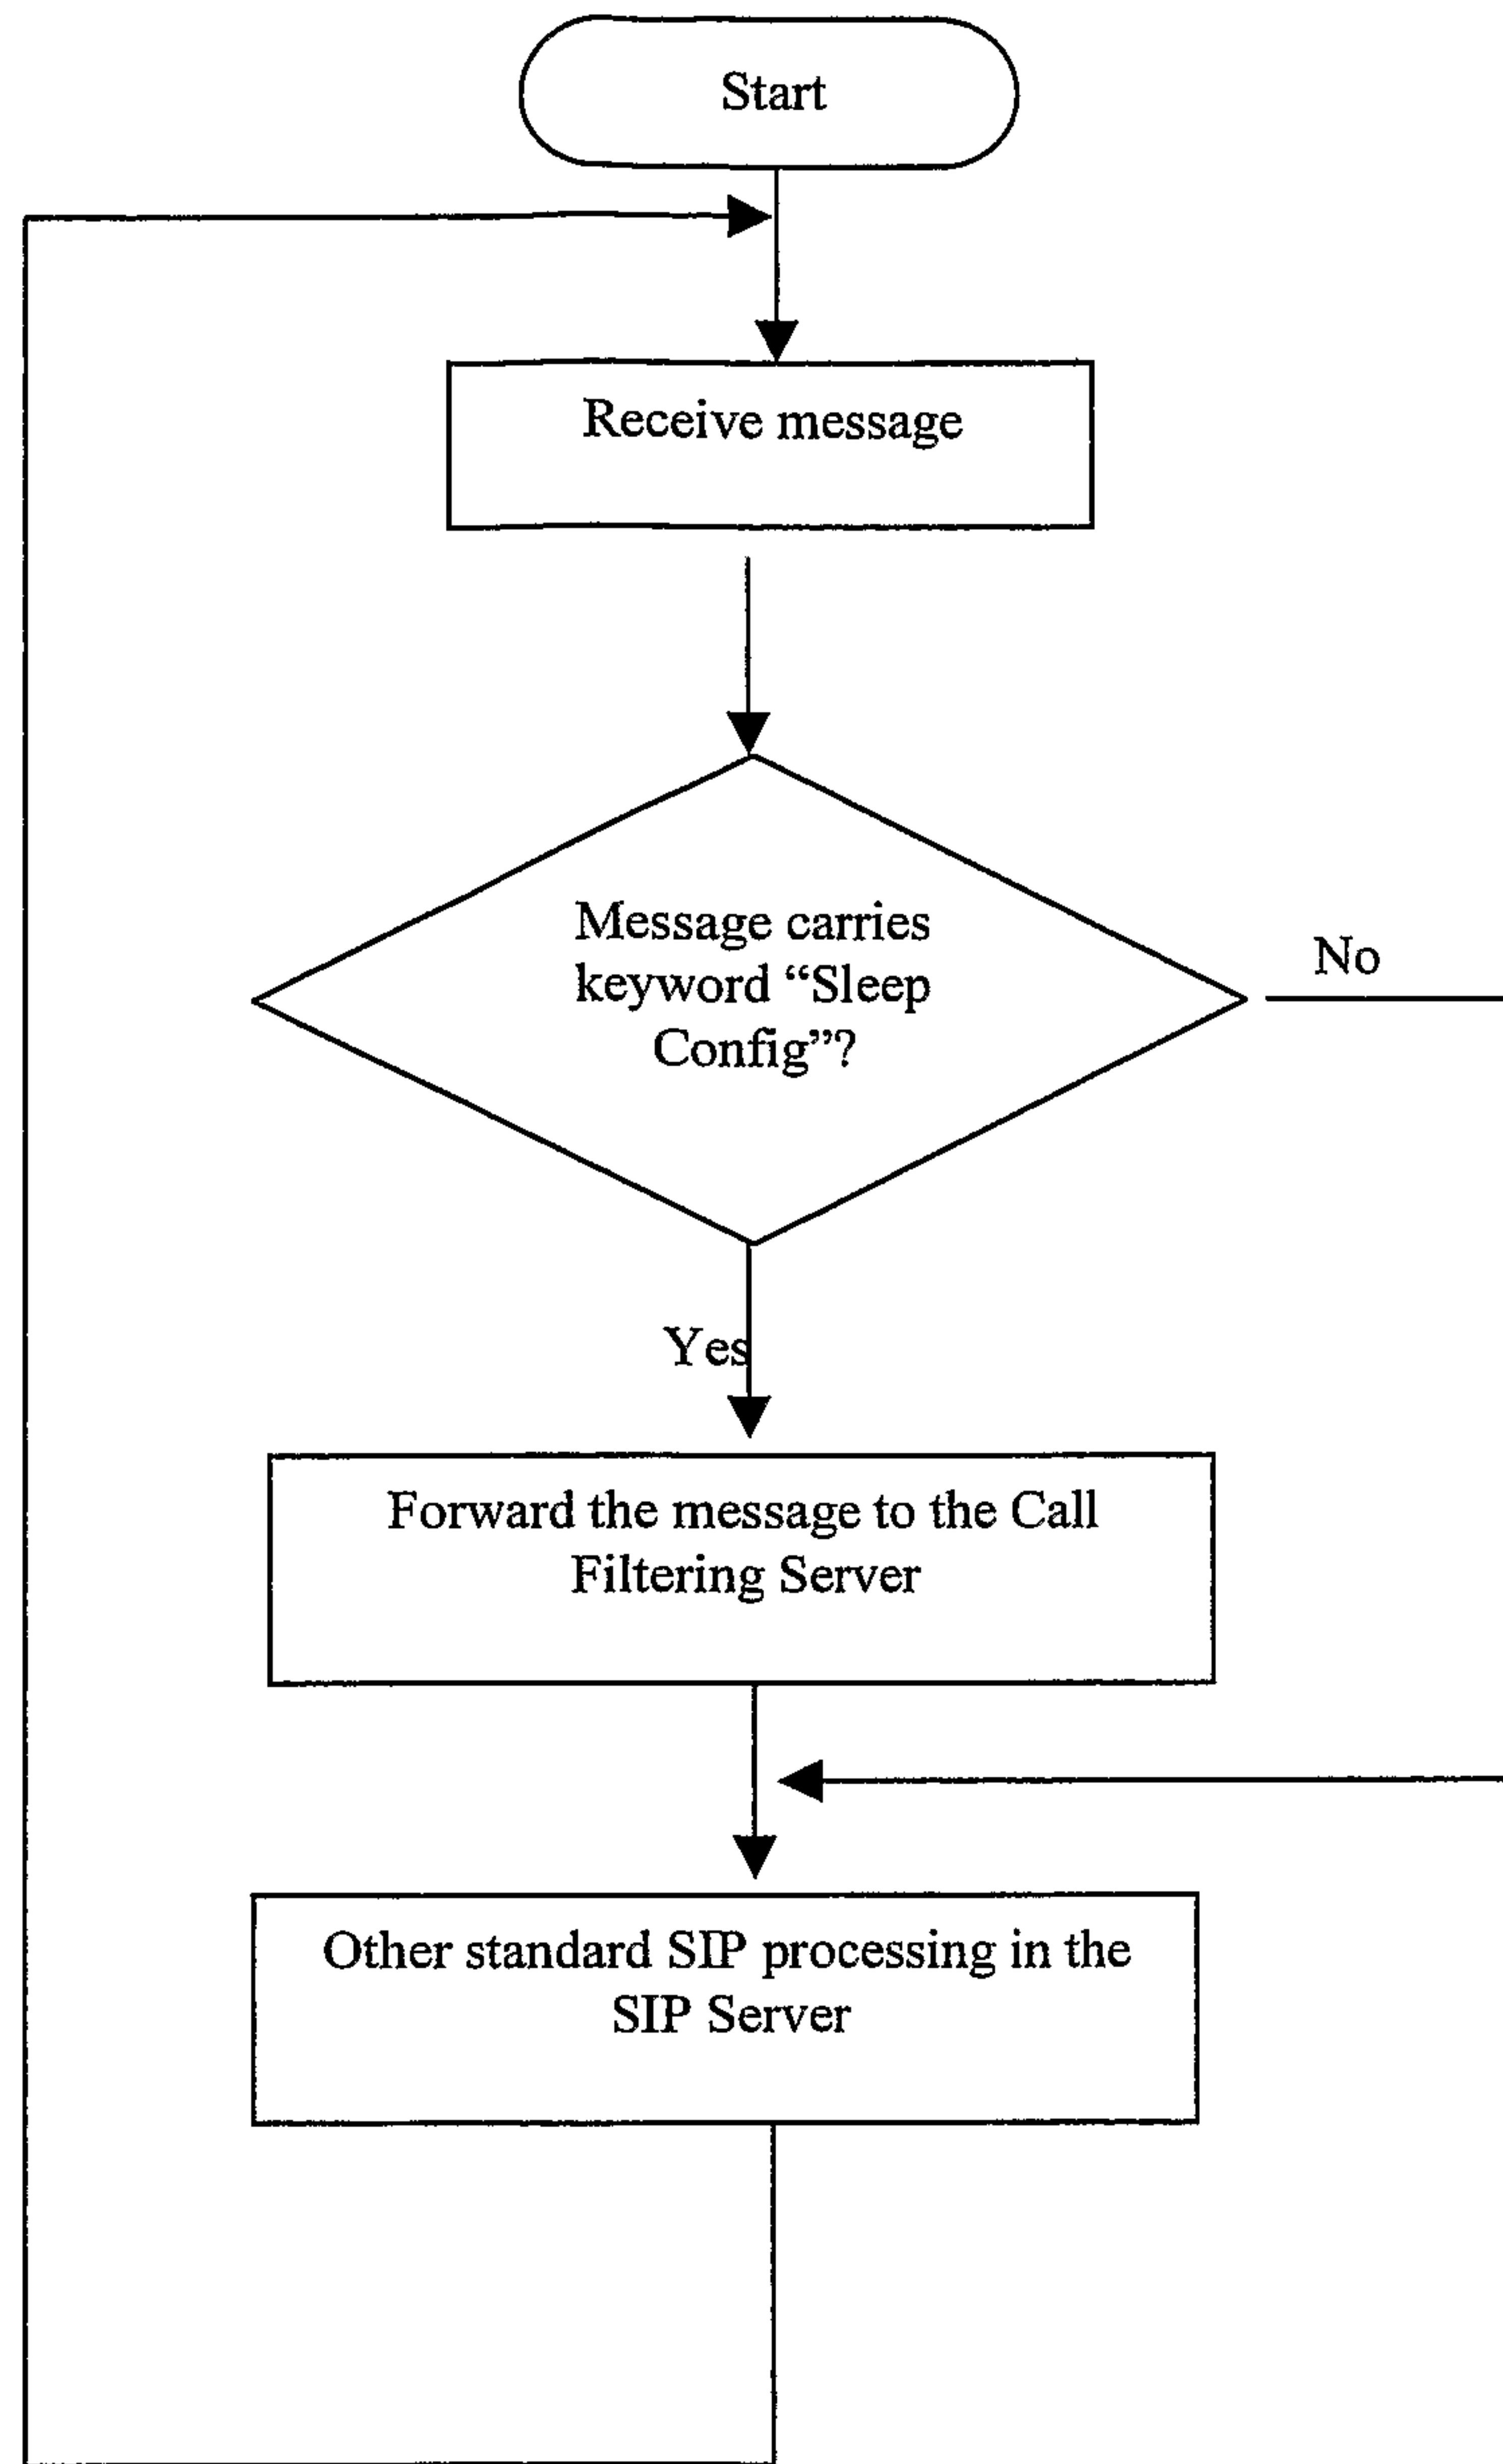 Start
Receive message
Message carries
keyword “Sleep
Config”?
No
Yes
Forward the message to the Call
Filtering Server
Other standard SIP processing in the
SIP Server